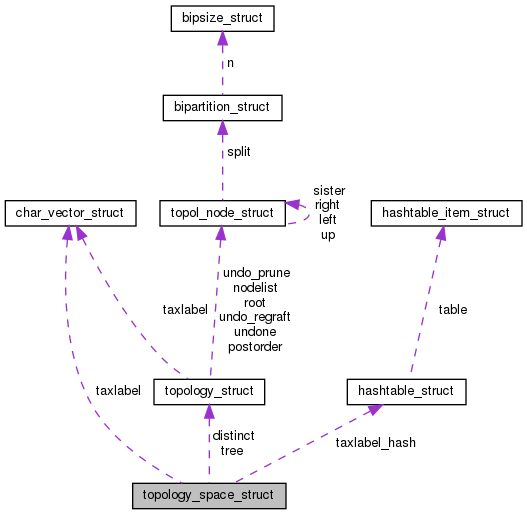 bipsize_struct
n
bipartition_struct
split
sister
right
left
up
char_vector_struct
topol_node_struct
hashtable_item_struct
undo_prune
nodelist
root
undo_regraft
undone
postorder
taxlabel
table
topology_struct
hashtable_struct
taxlabel
distinct
tree
taxlabel_hash
topology_space_struct